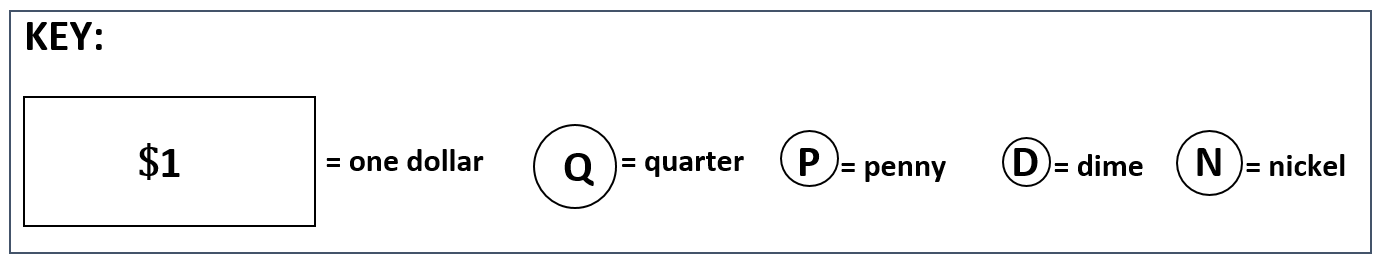 KEY:
$1 = one dollar Q = quarter P = penny D = dime N = nickel